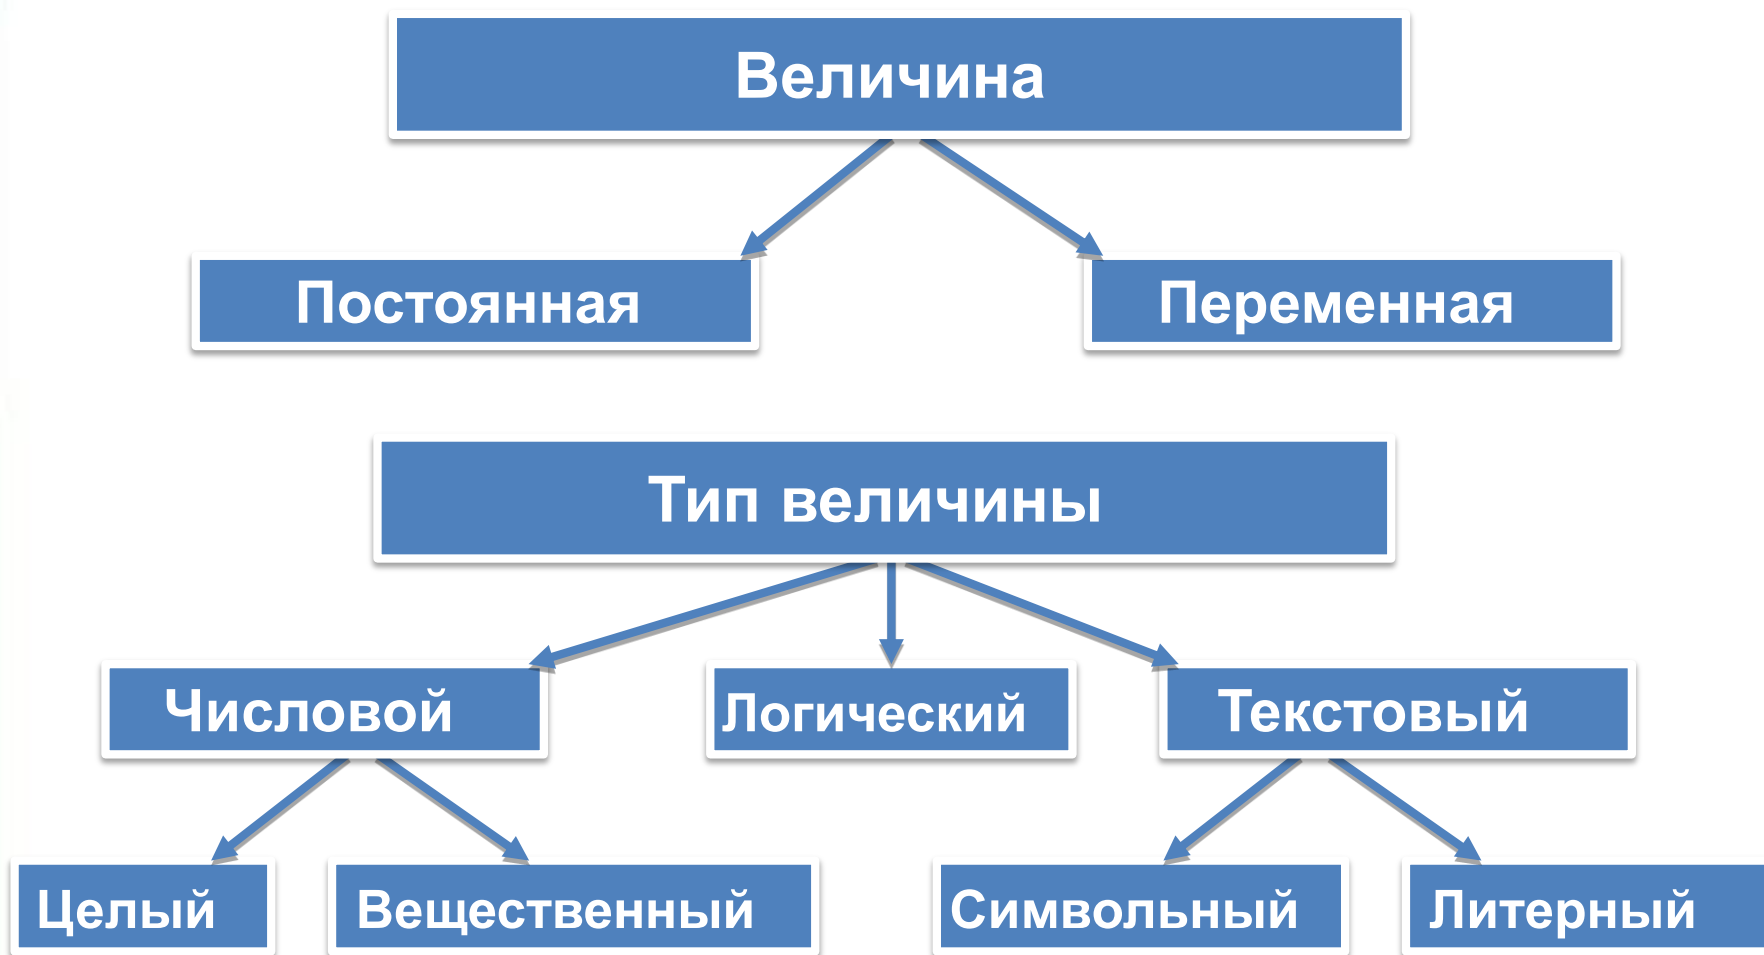 Величина
Постоянная
Переменная
Тип величины
Числовой
Логический
Текстовый
Целый
Вещественный
Символьный
Литерный